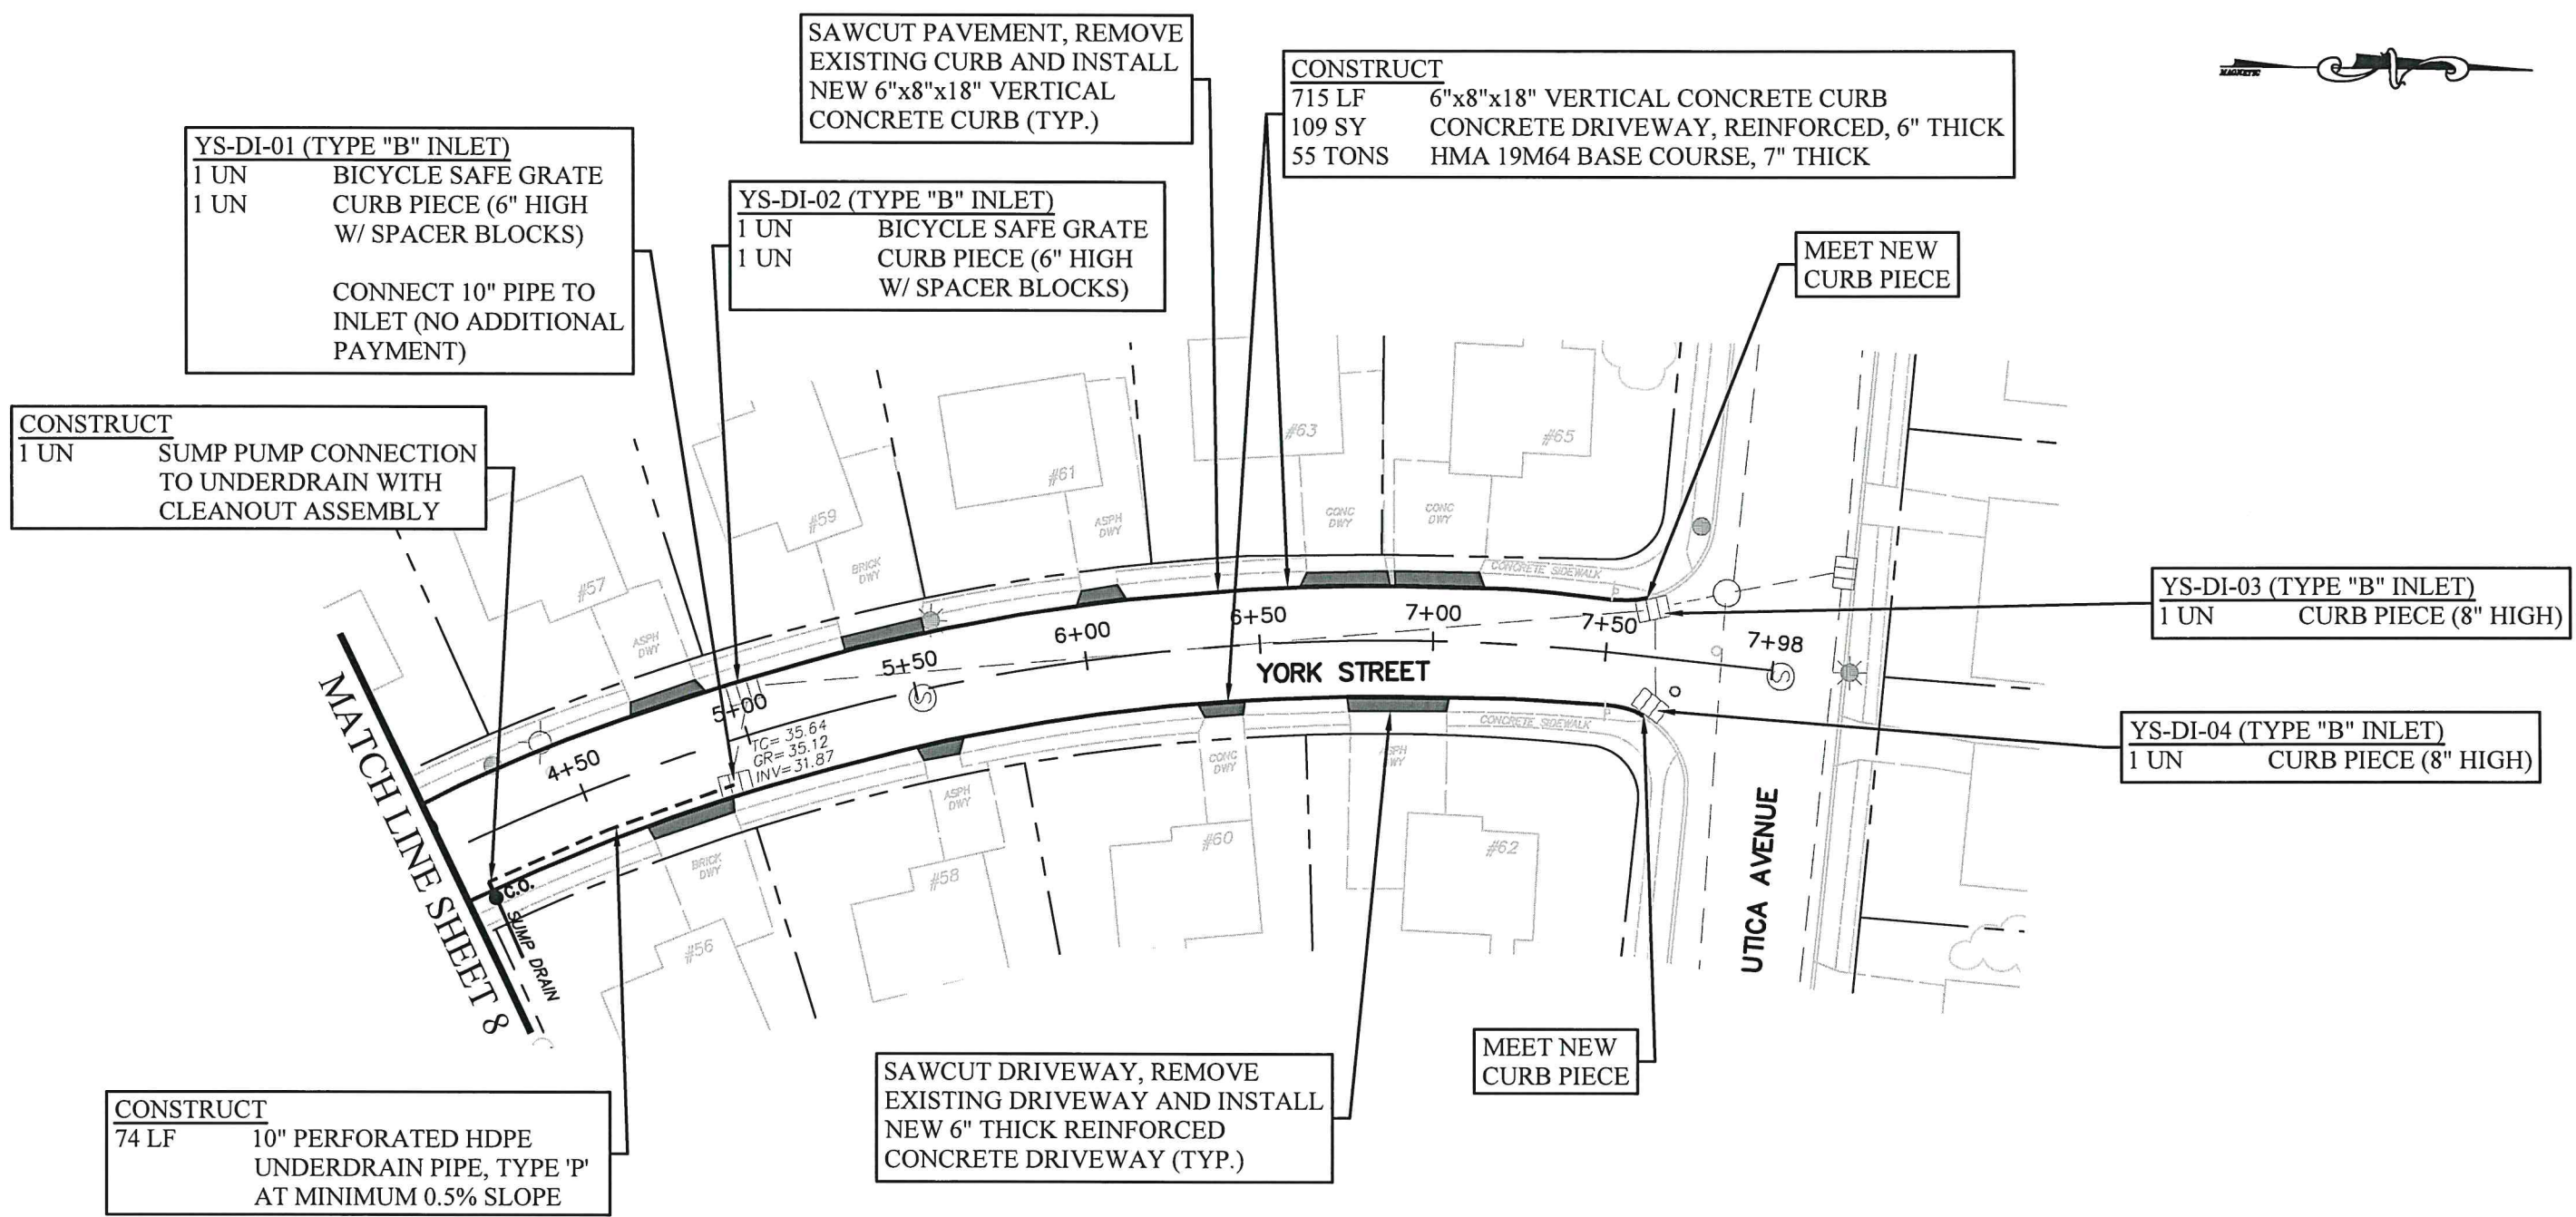 SAWCUT PAVEMENT, REMOVE
EXISTING CURB AND INSTALL
NEW 6"x8"x18" VERTICAL
CONCRETE CURB (TYP.)
CONSTRUCT
715 LF 6"x8"x18" VERTICAL CONCRETE CURB
109 SY CONCRETE DRIVEWAY, REINFORCED, 6" THICK
55 TONS HMA 19M64 BASE COURSE, 7" THICK
MAGNETIC
YS-DI-01 (TYPE "B" INLET)
1 UN BICYCLE SAFE GRATE
1 UN CURB PIECE (6" HIGH
W/ SPACER BLOCKS)
CONNECT 10" PIPE TO
INLET (NO ADDITIONAL
PAYMENT)
YS-DI-02 (TYPE "B" INLET)
1 UN BICYCLE SAFE GRATE
1 UN CURB PIECE (6" HIGH
W/ SPACER BLOCKS)
MEET NEW
CURB PIECE
CONSTRUCT
1 UN SUMP PUMP CONNECTION
TO UNDERDRAIN WITH
CLEANOUT ASSEMBLY
#57
#59
#61
#63
#65
ASPH
DWY
BRICK
DWY
ASPH
DWY
CONC
DWY
CONC
DWY
CONCRETE SIDEWALK
YS-DI-03 (TYPE "B" INLET)
1 UN CURB PIECE (8" HIGH)
4+50
5+00
5+50
6+00
6+50
7+00
7+50
7+98
S
S
YORK STREET
TC= 35.64
GR= 35.12
INV=31.87
MATCH LINE SHEET 8
C.O.
SUMP DRAIN
CONCRETE SIDEWALK
BRICK
DWY
ASPH
DWY
CONC
DWY
ASPH
DWY
#56
#58
#60
#62
UTICA AVENUE
YS-DI-04 (TYPE "B" INLET)
1 UN CURB PIECE (8" HIGH)
MEET NEW
CURB PIECE
SAWCUT DRIVEWAY, REMOVE
EXISTING DRIVEWAY AND INSTALL
NEW 6" THICK REINFORCED
CONCRETE DRIVEWAY (TYP.)
CONSTRUCT
74 LF 10" PERFORATED HDPE
UNDERDRAIN PIPE, TYPE 'P'
AT MINIMUM 0.5% SLOPE